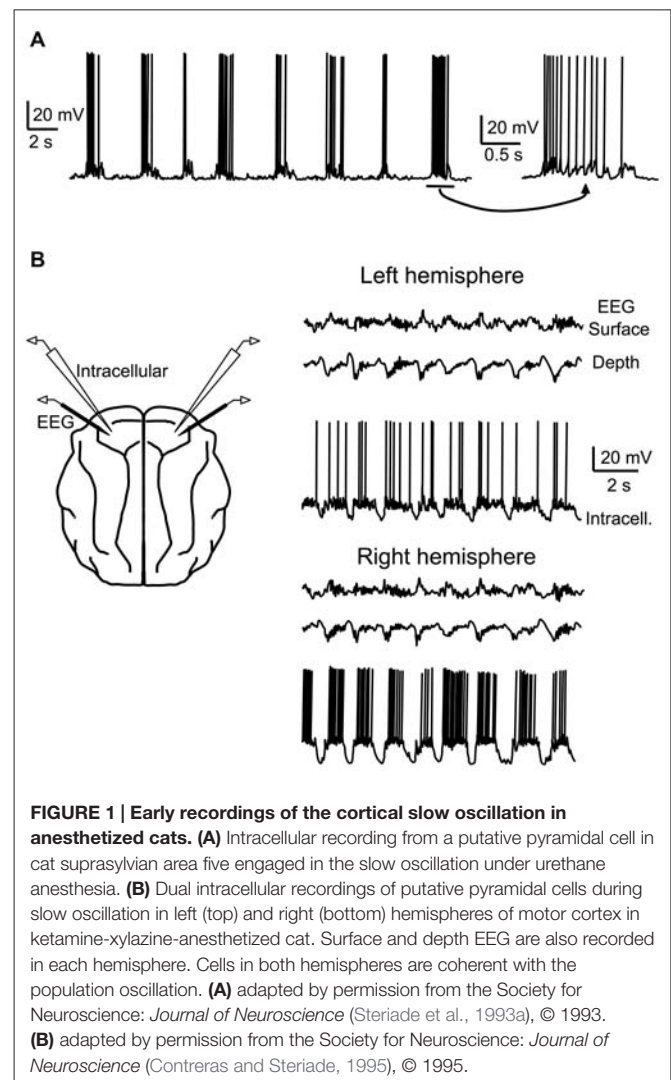 A
20 mV
2 s
20 mV
0.5 s
B
Left hemisphere
EEG
Surface
Depth
Intracellular
EEG
20 mV
2 s
Intracell.
Right hemisphere
FIGURE 1 | Early recordings of the cortical slow oscillation in
anesthetized cats. (A) Intracellular recording from a putative pyramidal cell in
cat suprasylvian area five engaged in the slow oscillation under urethane
anesthesia. (B) Dual intracellular recordings of putative pyramidal cells during
slow oscillation in left (top) and right (bottom) hemispheres of motor cortex in
ketamine-xylazine-anesthetized cat. Surface and depth EEG are also recorded
in each hemisphere. Cells in both hemispheres are coherent with the
population oscillation. (A) adapted by permission from the Society for
Neuroscience: Journal of Neuroscience (Steriade et al., 1993a), © 1993.
(B) adapted by permission from the Society for Neuroscience: Journal of
Neuroscience (Contreras and Steriade, 1995), © 1995.